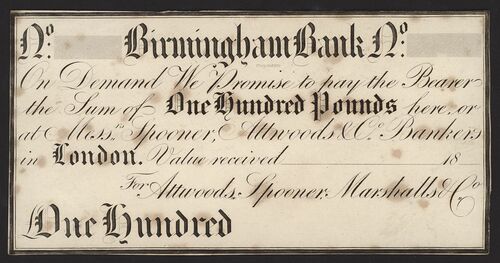 No. Birmingham Bank No.
On Demand We Promise to pay the Bearer
the Sum of One Hundred Pounds here, or
at Messrs. Spooner, Attwoods & Co. Bankers
in London. Value received 18
For Attwoods, Spooner, Marshalls & Co.
One Hundred